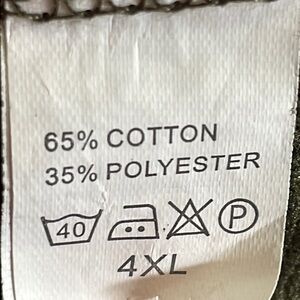 65% COTTON
35% POLYESTER
40 P
4XL